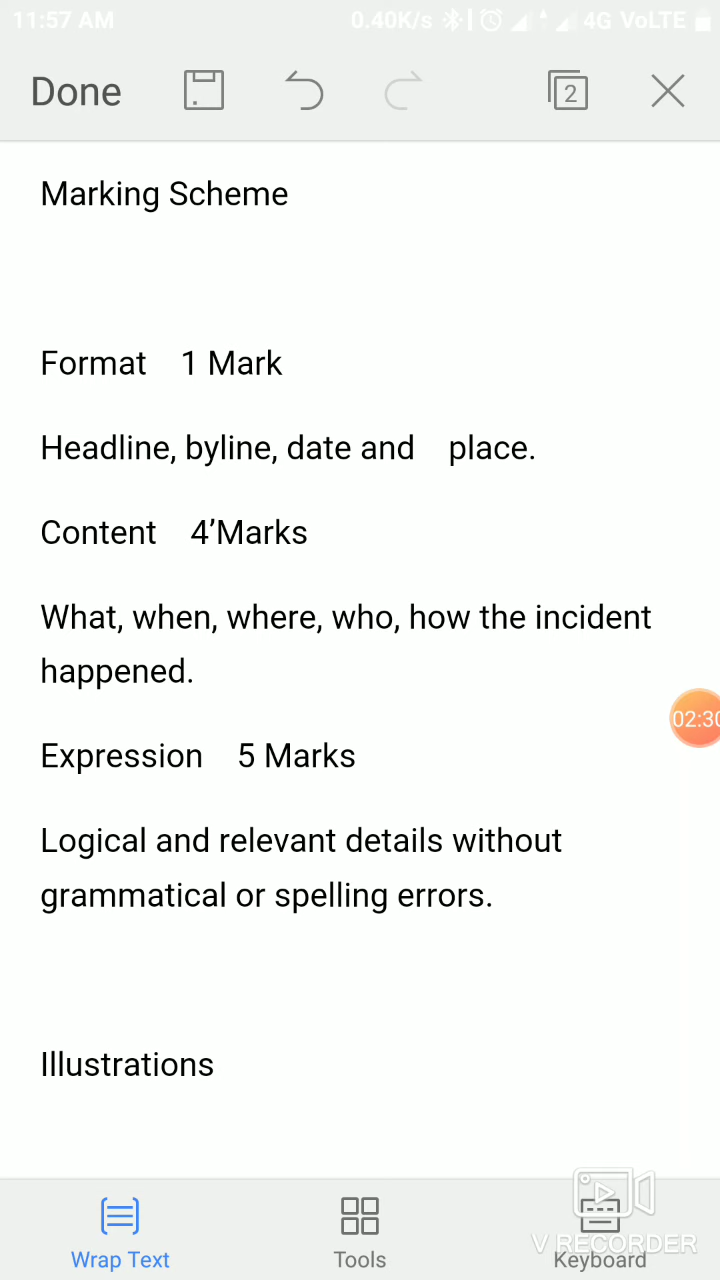 11:57 AM 0.40K/s 4G VoLTE
Done 2
Marking Scheme
Format 1 Mark
Headline, byline, date and place.
Content 4’Marks
What, when, where, who, how the incident
happened.
Expression 5 Marks
Logical and relevant details without
grammatical or spelling errors.
Illustrations
V RECORDER
Wrap Text Tools Keyboard